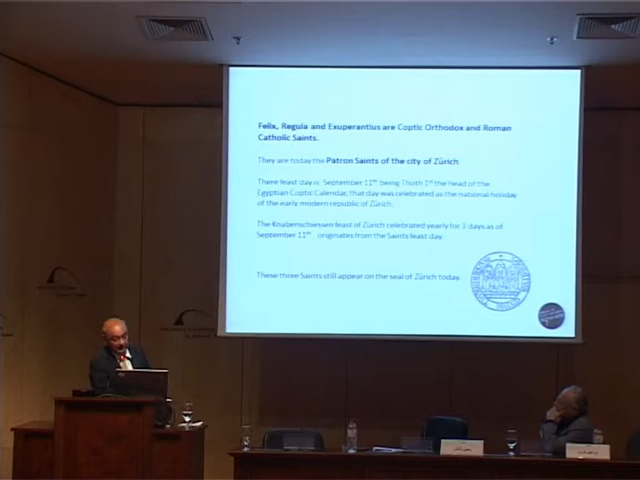 Felix, Regula and Exuperantius are Coptic Orthodox and Roman
Catholic Saints.
They are today the Patron Saints of the city of Zürich
There feast day is September 11th being Thoth 1st the head of the
Egyptian Coptic Calendar, that day was celebrated as the national holiday
of the early modern republic of Zürich.
The Knabenschiessen feast of Zürich celebrated yearly for 3 days as of
September 11th originates from the Saints feast day
These three Saints still appear on the seal of Zürich today